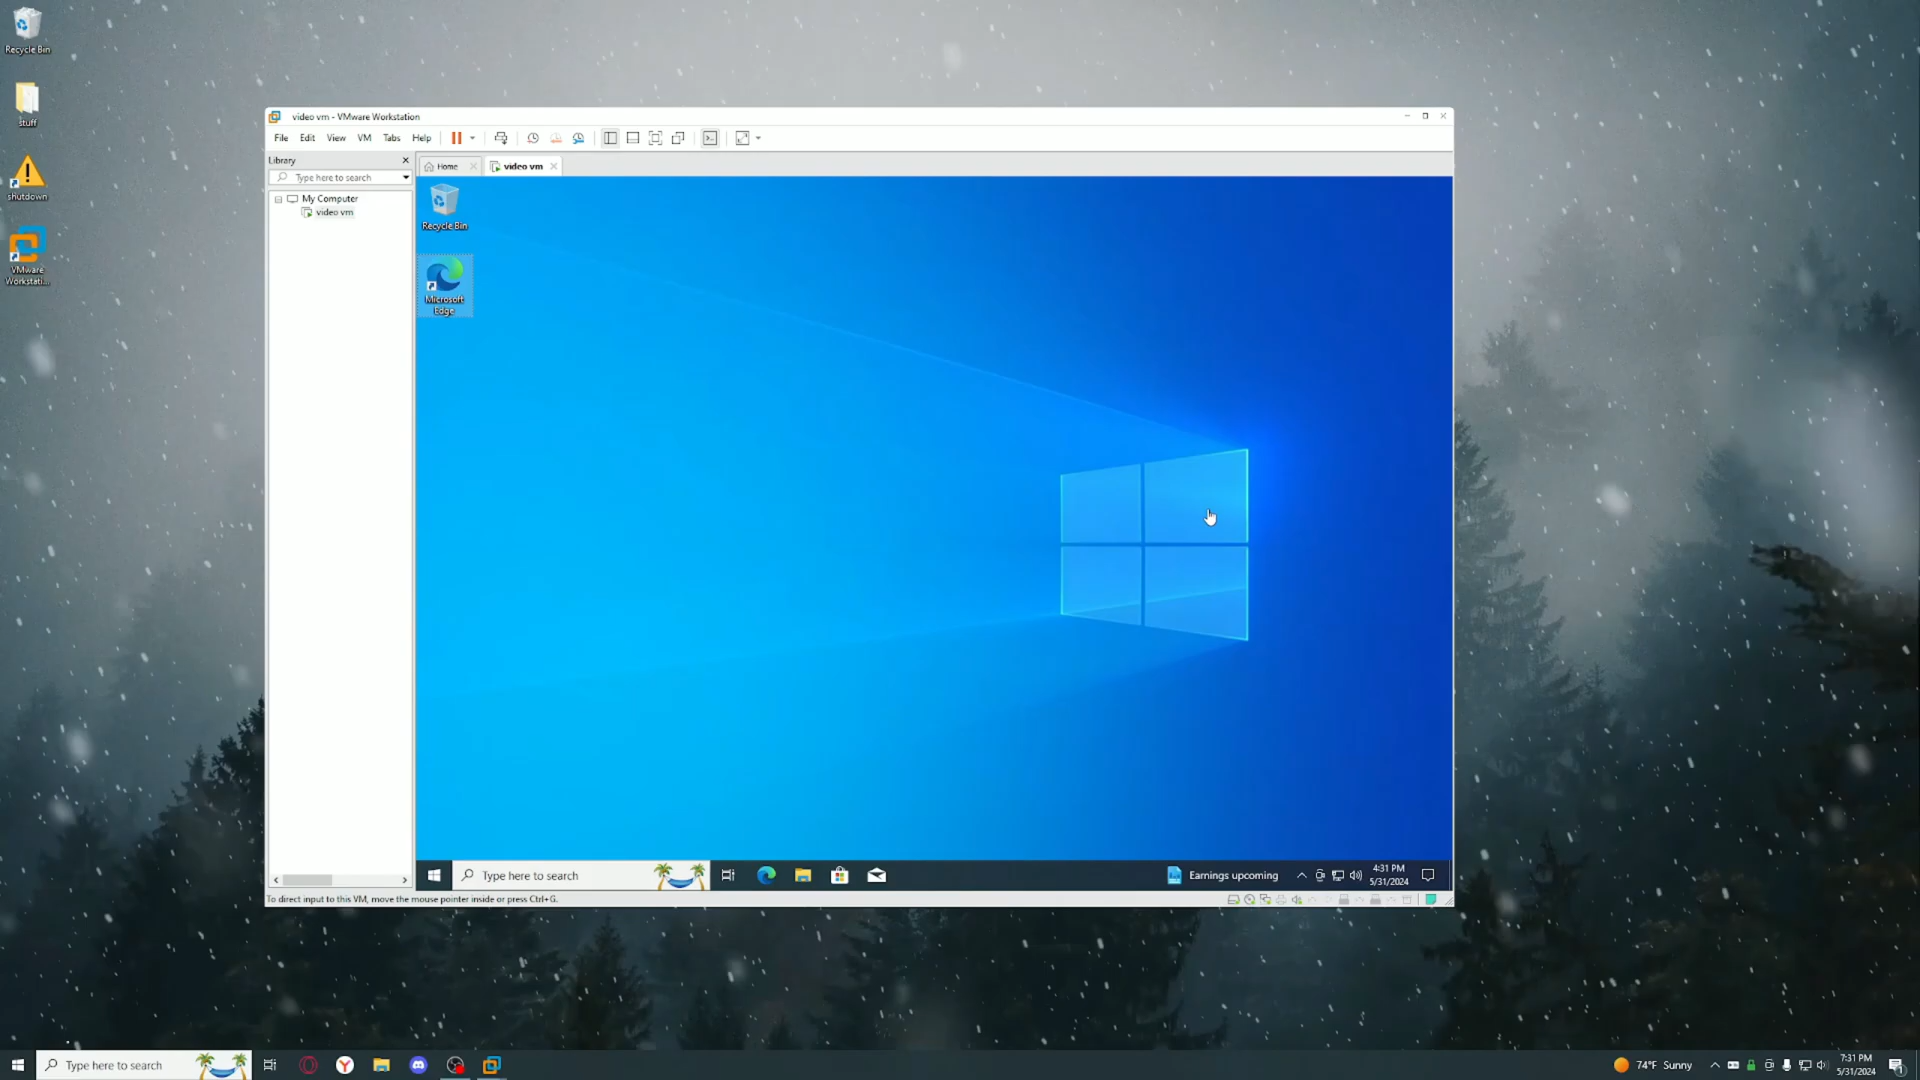 Recycle Bin
stuff
shutdown
VMware
Workstati...
video vm - VMware Workstation
File Edit View VM Tabs Help
Library
Type here to search
My Computer
video vm
Home
video vm
Recycle Bin
Microsoft
Edge
Type here to search
Earnings upcoming
4:31 PM
5/31/2024
To direct input to this VM, move the mouse pointer inside or press Ctrl+G.
Type here to search
74°F Sunny
7:31 PM
5/31/2024